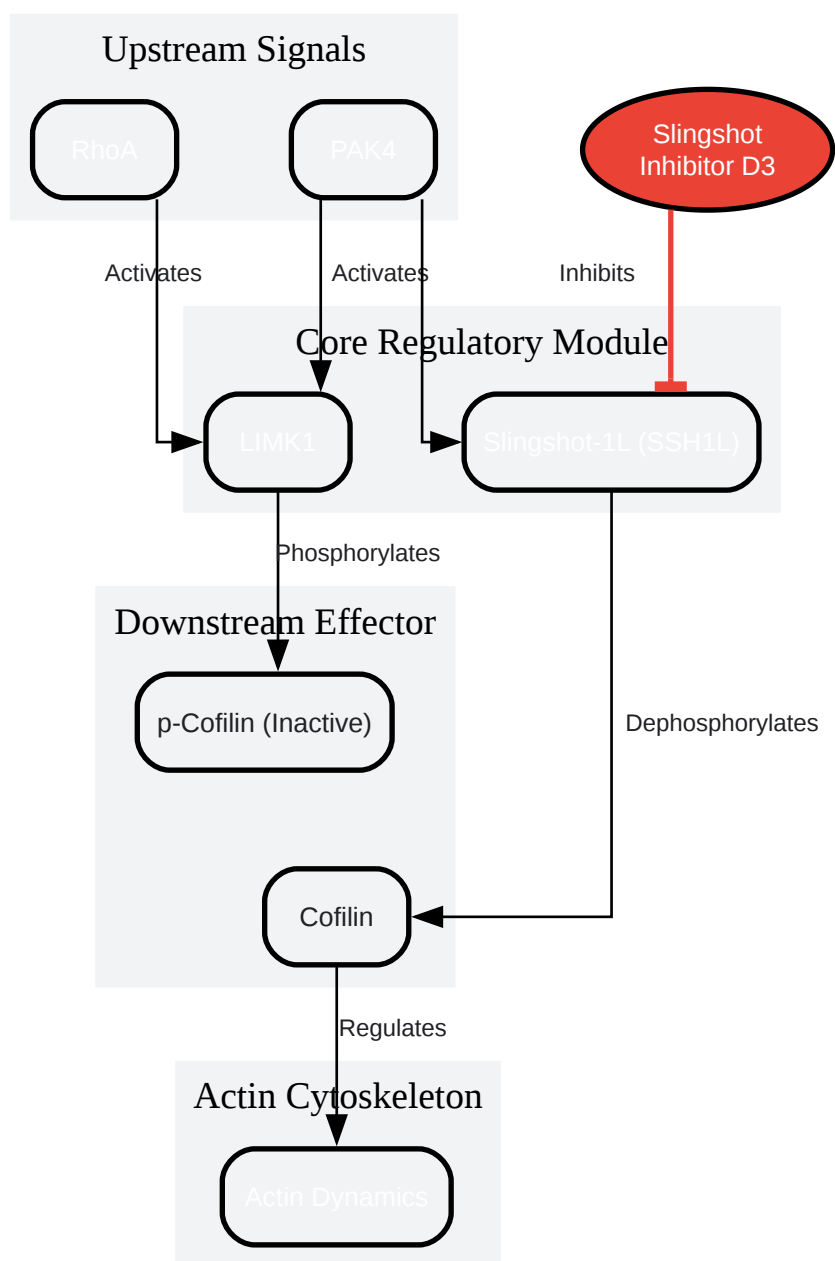 Upstream Signals
RhoA
PAK4
Slingshot
Inhibitor D3
Activates
Activates
Inhibits
Core Regulatory Module
LIMK1
Slingshot-1L (SSH1L)
Phosphorylates
Downstream Effector
p-Cofilin (Inactive)
Dephosphorylates
Cofilin
Regulates
Actin Cytoskeleton
Actin Dynamics